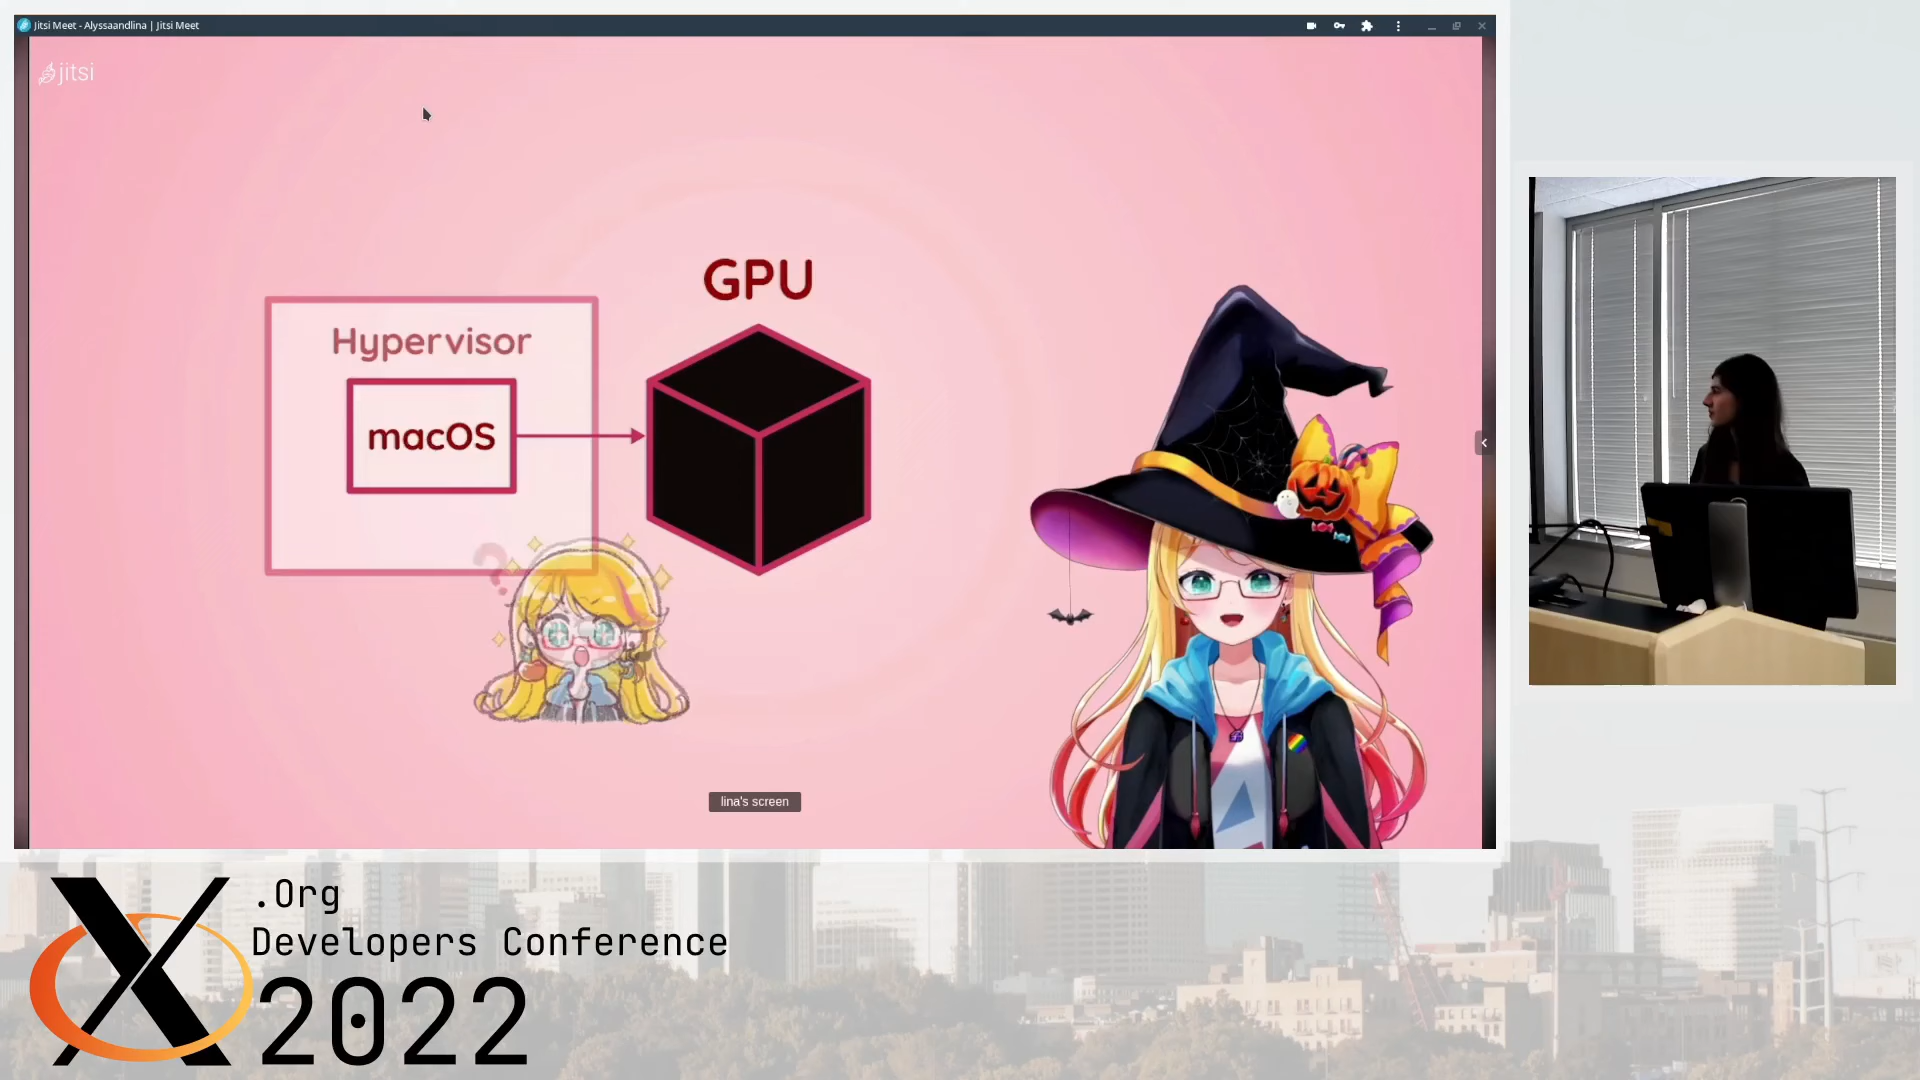 Jitsi Meet - Alyssaandlina | Jitsi Meet
jitsi
GPU
Hypervisor
macOS
?
lina's screen
.Org
Developers Conference
2022